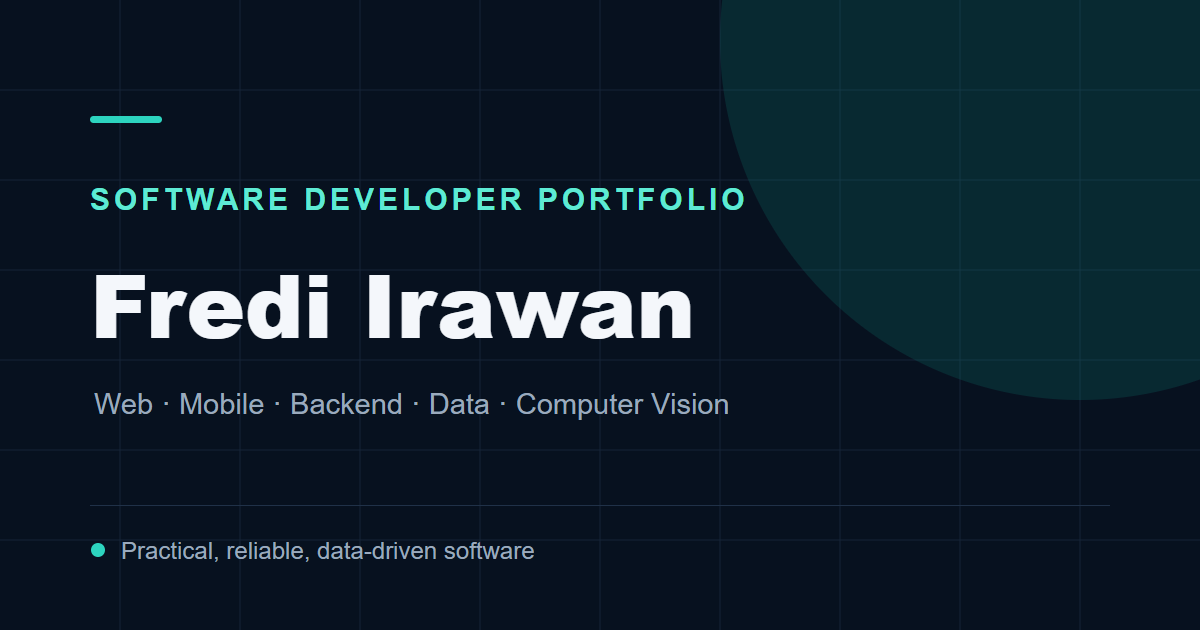 SOFTWARE DEVELOPER PORTFOLIO
Fredi Irawan
Web · Mobile · Backend · Data · Computer Vision
Practical, reliable, data-driven software